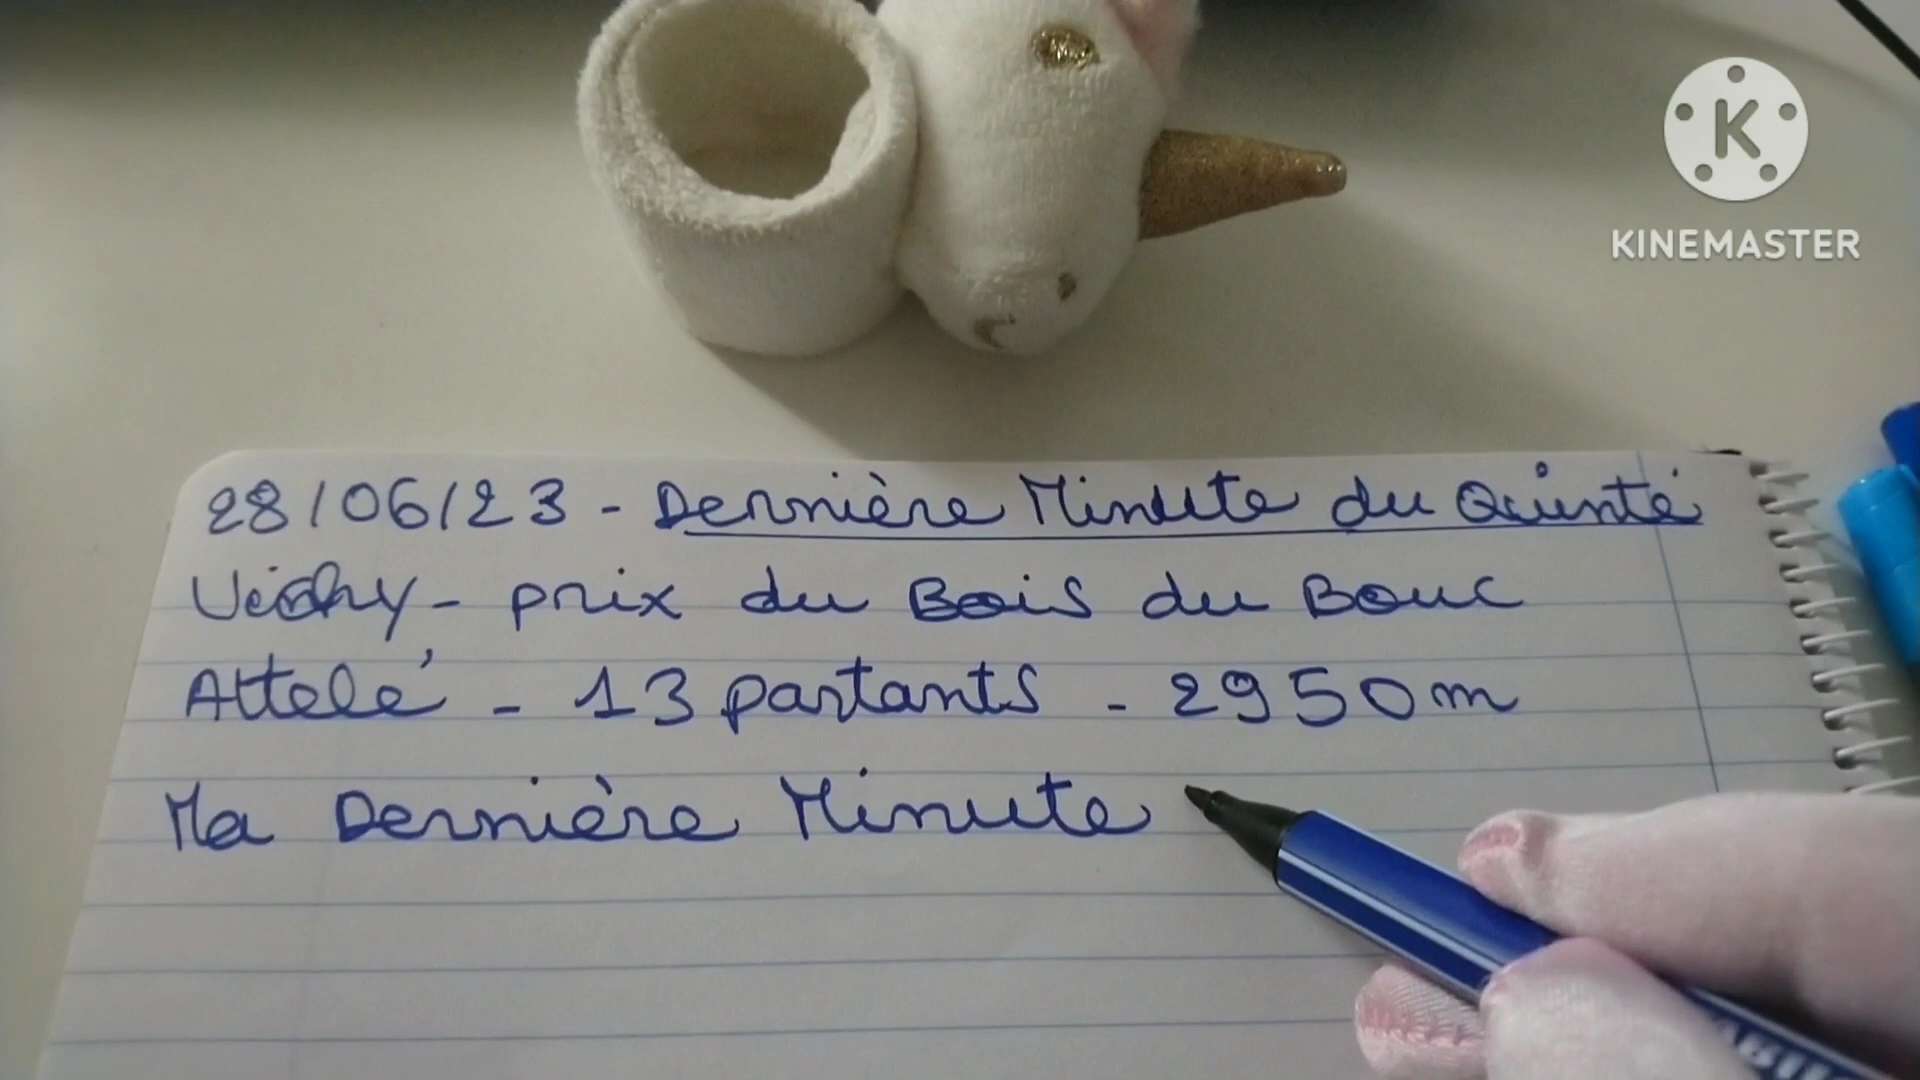 KINEMASTER
28/06/23 - Dernière Minute du Quinté
Vichy - prix du Bois du Bouc
Attelé - 13 partants - 2950m
Ma Dernière Minute